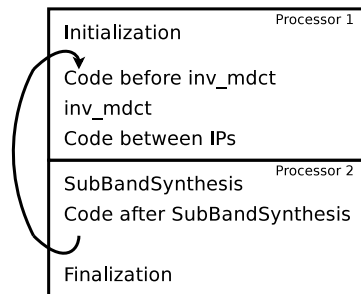 Processor 1
Initialization
Code before inv_mdct
inv_mdct
Code between IPs
Processor 2
SubBandSynthesis
Code after SubBandSynthesis
Finalization